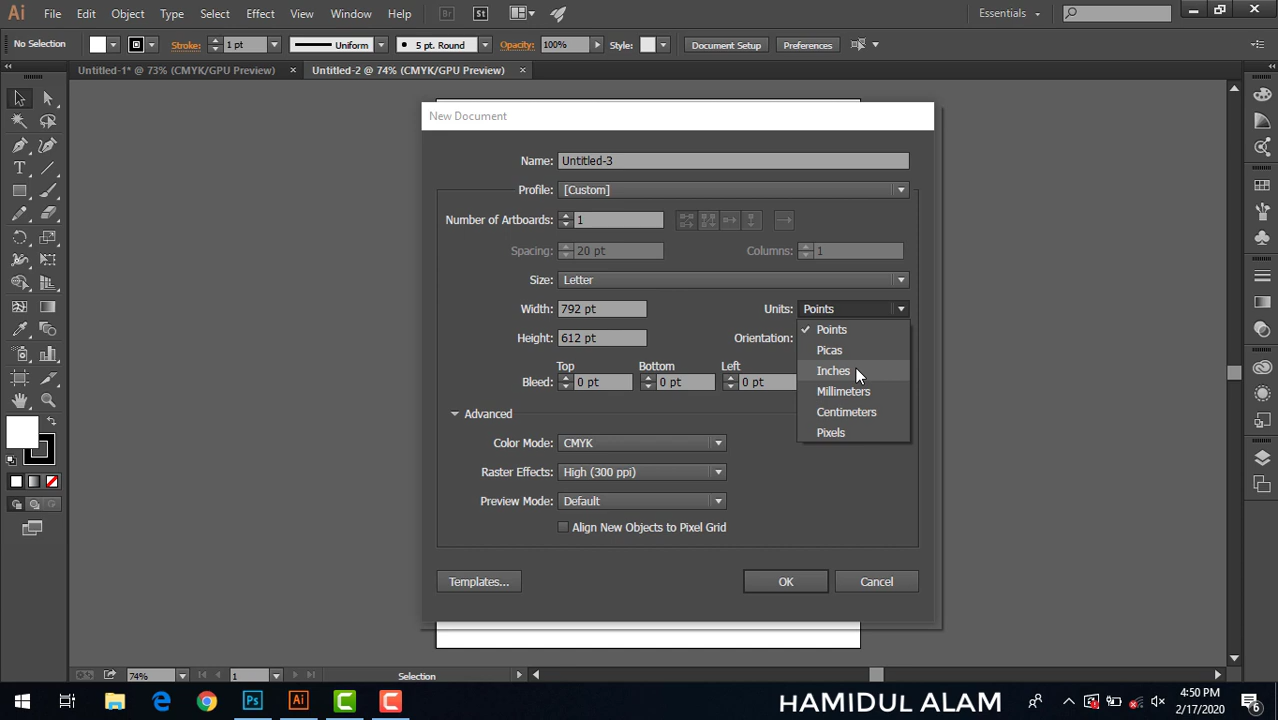 Ai File Edit Object Type Select Effect View Window Help Br St Essentials
No Selection Stroke: 1 pt Uniform 5 pt. Round Opacity: 100% Style: Document Setup Preferences
Untitled-1* @ 73% (CMYK/GPU Preview) × Untitled-2 @ 74% (CMYK/GPU Preview) ×
New Document
Name: Untitled-3
Profile: [Custom]
Number of Artboards: 1
Spacing: 20 pt Columns: 1
Size: Letter
Width: 792 pt Units: Points
Points
Height: 612 pt Orientation:
Picas
Top Bottom Left
Inches
Bleed: 0 pt 0 pt 0 pt
Millimeters
Advanced Centimeters
Pixels
Color Mode: CMYK
Raster Effects: High (300 ppi)
Preview Mode: Default
Align New Objects to Pixel Grid
Templates... OK Cancel
74% 1 Selection
Ps Ai C C HAMIDUL ALAM 4:50 PM
2/17/2020 6